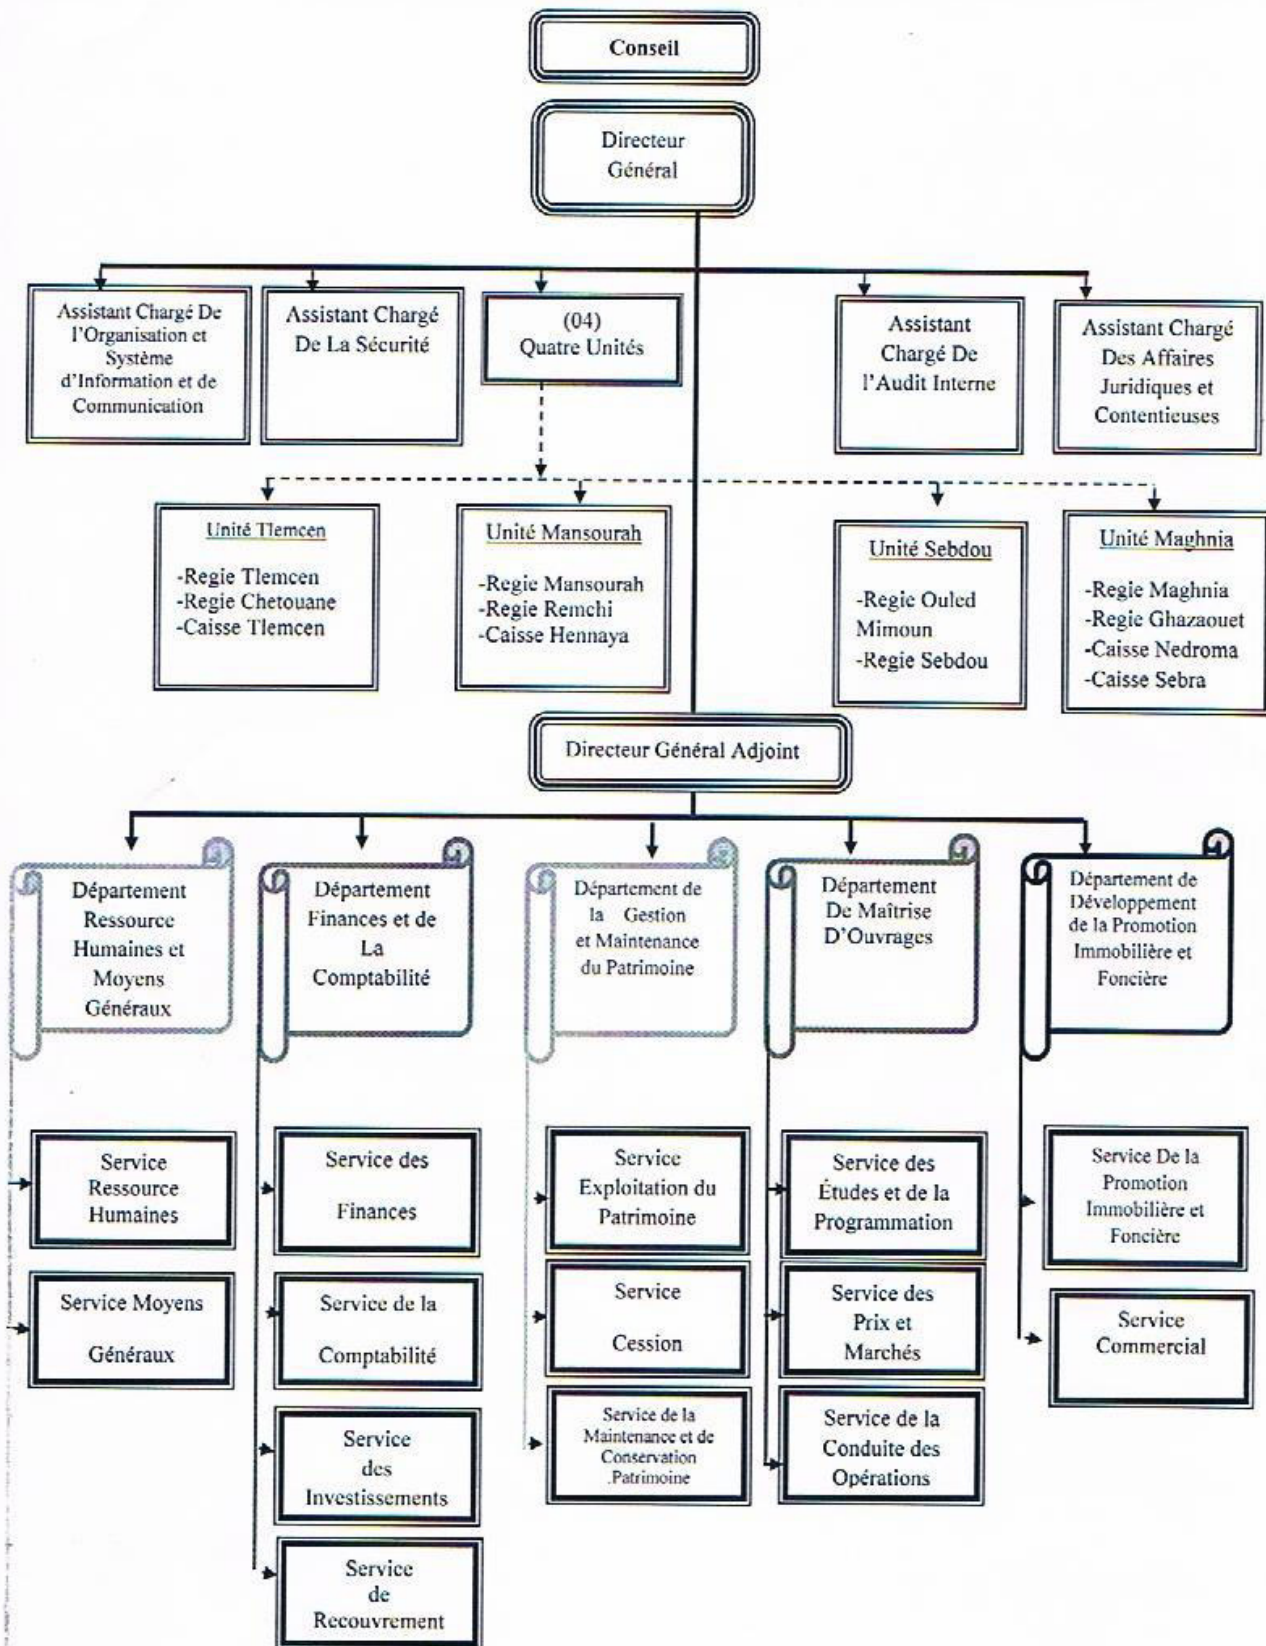 Conseil
Directeur
Général
Assistant Chargé De
l'Organisation et
Système
d'Information et de
Communication
Assistant Chargé
De La Sécurité
(04)
Quatre Unités
Assistant
Chargé De
l'Audit Interne
Assistant Chargé
Des Affaires
Juridiques et
Contentieuses
Unité Tlemcen
-Regie Tlemcen
-Regie Chetouane
-Caisse Tlemcen
Unité Mansourah
-Regie Mansourah
-Regie Remchi
-Caisse Hennaya
Unité Sebdou
-Regie Ouled
Mimoun
-Regie Sebdou
Unité Maghnia
-Regie Maghnia
-Regie Ghazaouet
-Caisse Nedroma
-Caisse Sebra
Directeur Général Adjoint
Département
Ressource
Humaines et
Moyens
Généraux
Département
Finances et de
La
Comptabilité
Département de
la Gestion
et Maintenance
du Patrimoine
Département
De Maîtrise
D'Ouvrages
Département de
Développement
de la Promotion
Immobilière et
Foncière
Service
Ressource
Humaines
Service Moyens
Généraux
Service des
Finances
Service de la
Comptabilité
Service
des
Investissements
Service
de
Recouvrement
Service
Exploitation du
Patrimoine
Service
Cession
Service de la
Maintenance et de
Conservation
.Patrimoine
Service des
Études et de la
Programmation
Service des
Prix et
Marchés
Service de la
Conduite des
Opérations
Service De la
Promotion
Immobilière et
Foncière
Service
Commercial